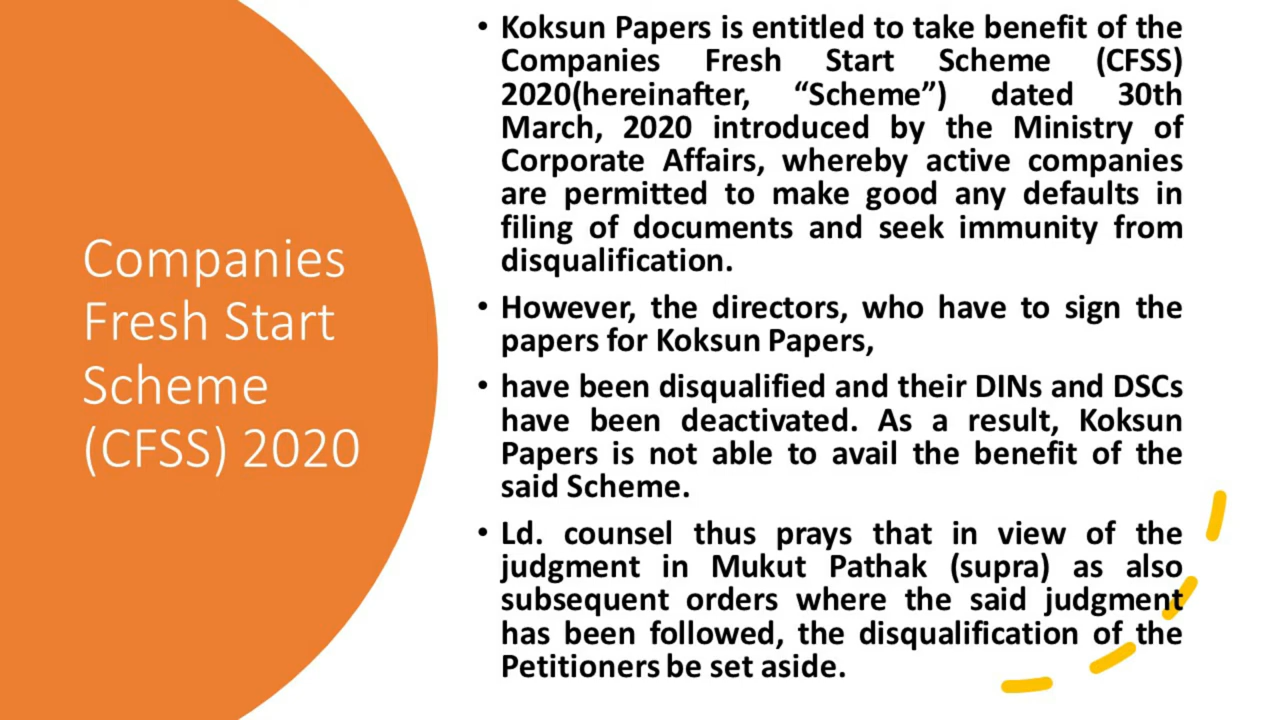 Companies
Fresh Start
Scheme
(CFSS) 2020
• Koksun Papers is entitled to take benefit of the
Companies Fresh Start Scheme (CFSS)
2020(hereinafter, “Scheme”) dated 30th
March, 2020 introduced by the Ministry of
Corporate Affairs, whereby active companies
are permitted to make good any defaults in
filing of documents and seek immunity from
disqualification.
• However, the directors, who have to sign the
papers for Koksun Papers,
• have been disqualified and their DINs and DSCs
have been deactivated. As a result, Koksun
Papers is not able to avail the benefit of the
said Scheme.
• Ld. counsel thus prays that in view of the
judgment in Mukut Pathak (supra) as also
subsequent orders where the said judgment
has been followed, the disqualification of the
Petitioners be set aside.